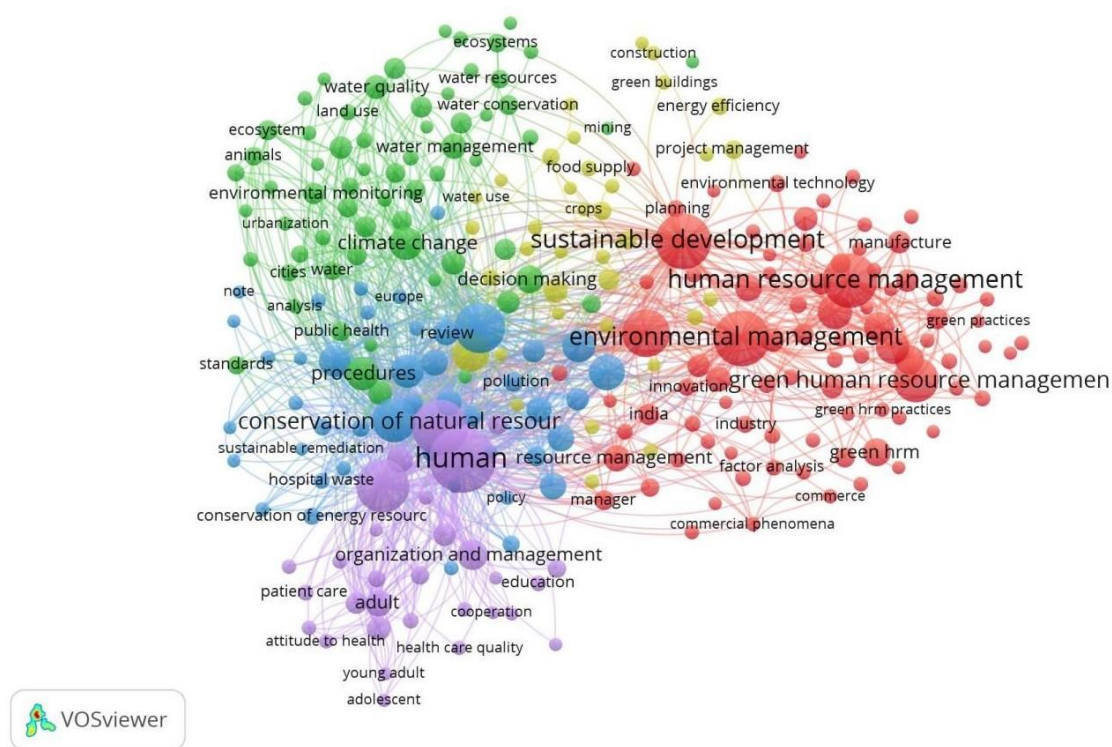 ecosystems
construction
water quality
water resources
green buildings
land use
water conservation
energy efficiency
ecosystem
mining
animals
water management
project management
food supply
environmental monitoring
water use
environmental technology
crops
planning
urbanization
climate change
sustainable development
manufacture
cities
water
decision making
human resource management
note
analysis
europe
public health
review
environmental management
green practices
standards
procedures
pollution
innovation
green human resource managemen
conservation of natural resour
india
industry
green hrm practices
sustainable remediation
human
resource management
green hrm
hospital waste
factor analysis
policy
manager
commerce
conservation of energy resourc
commercial phenomena
organization and management
patient care
adult
education
cooperation
attitude to health
health care quality
young adult
adolescent
VOSviewer